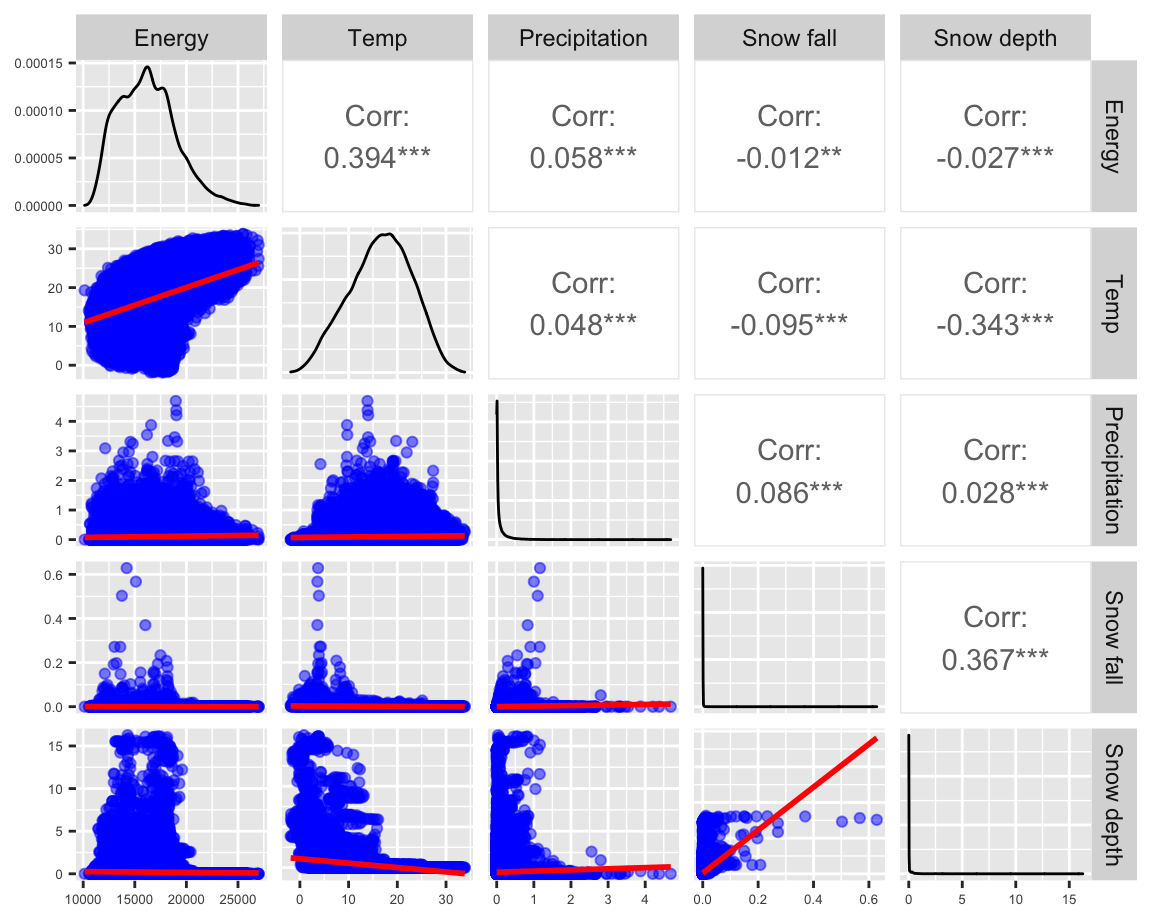 Energy Temp Precipitation Snow fall Snow depth
0.00015
0.00010
0.00005
0.00000
Corr:
0.394***
Corr:
0.058***
Corr:
-0.012**
Corr:
-0.027***
Energy
30
20
10
0
Corr:
0.048***
Corr:
-0.095***
Corr:
-0.343***
Temp
4
3
2
1
0
Corr:
0.086***
Corr:
0.028***
Precipitation
0.6
0.4
0.2
0.0
Corr:
0.367***
Snow fall
15
10
5
0
Snow depth
10000 15000 20000 25000
0 10 20 30
0 1 2 3 4
0.0 0.2 0.4 0.6
0 5 10 15